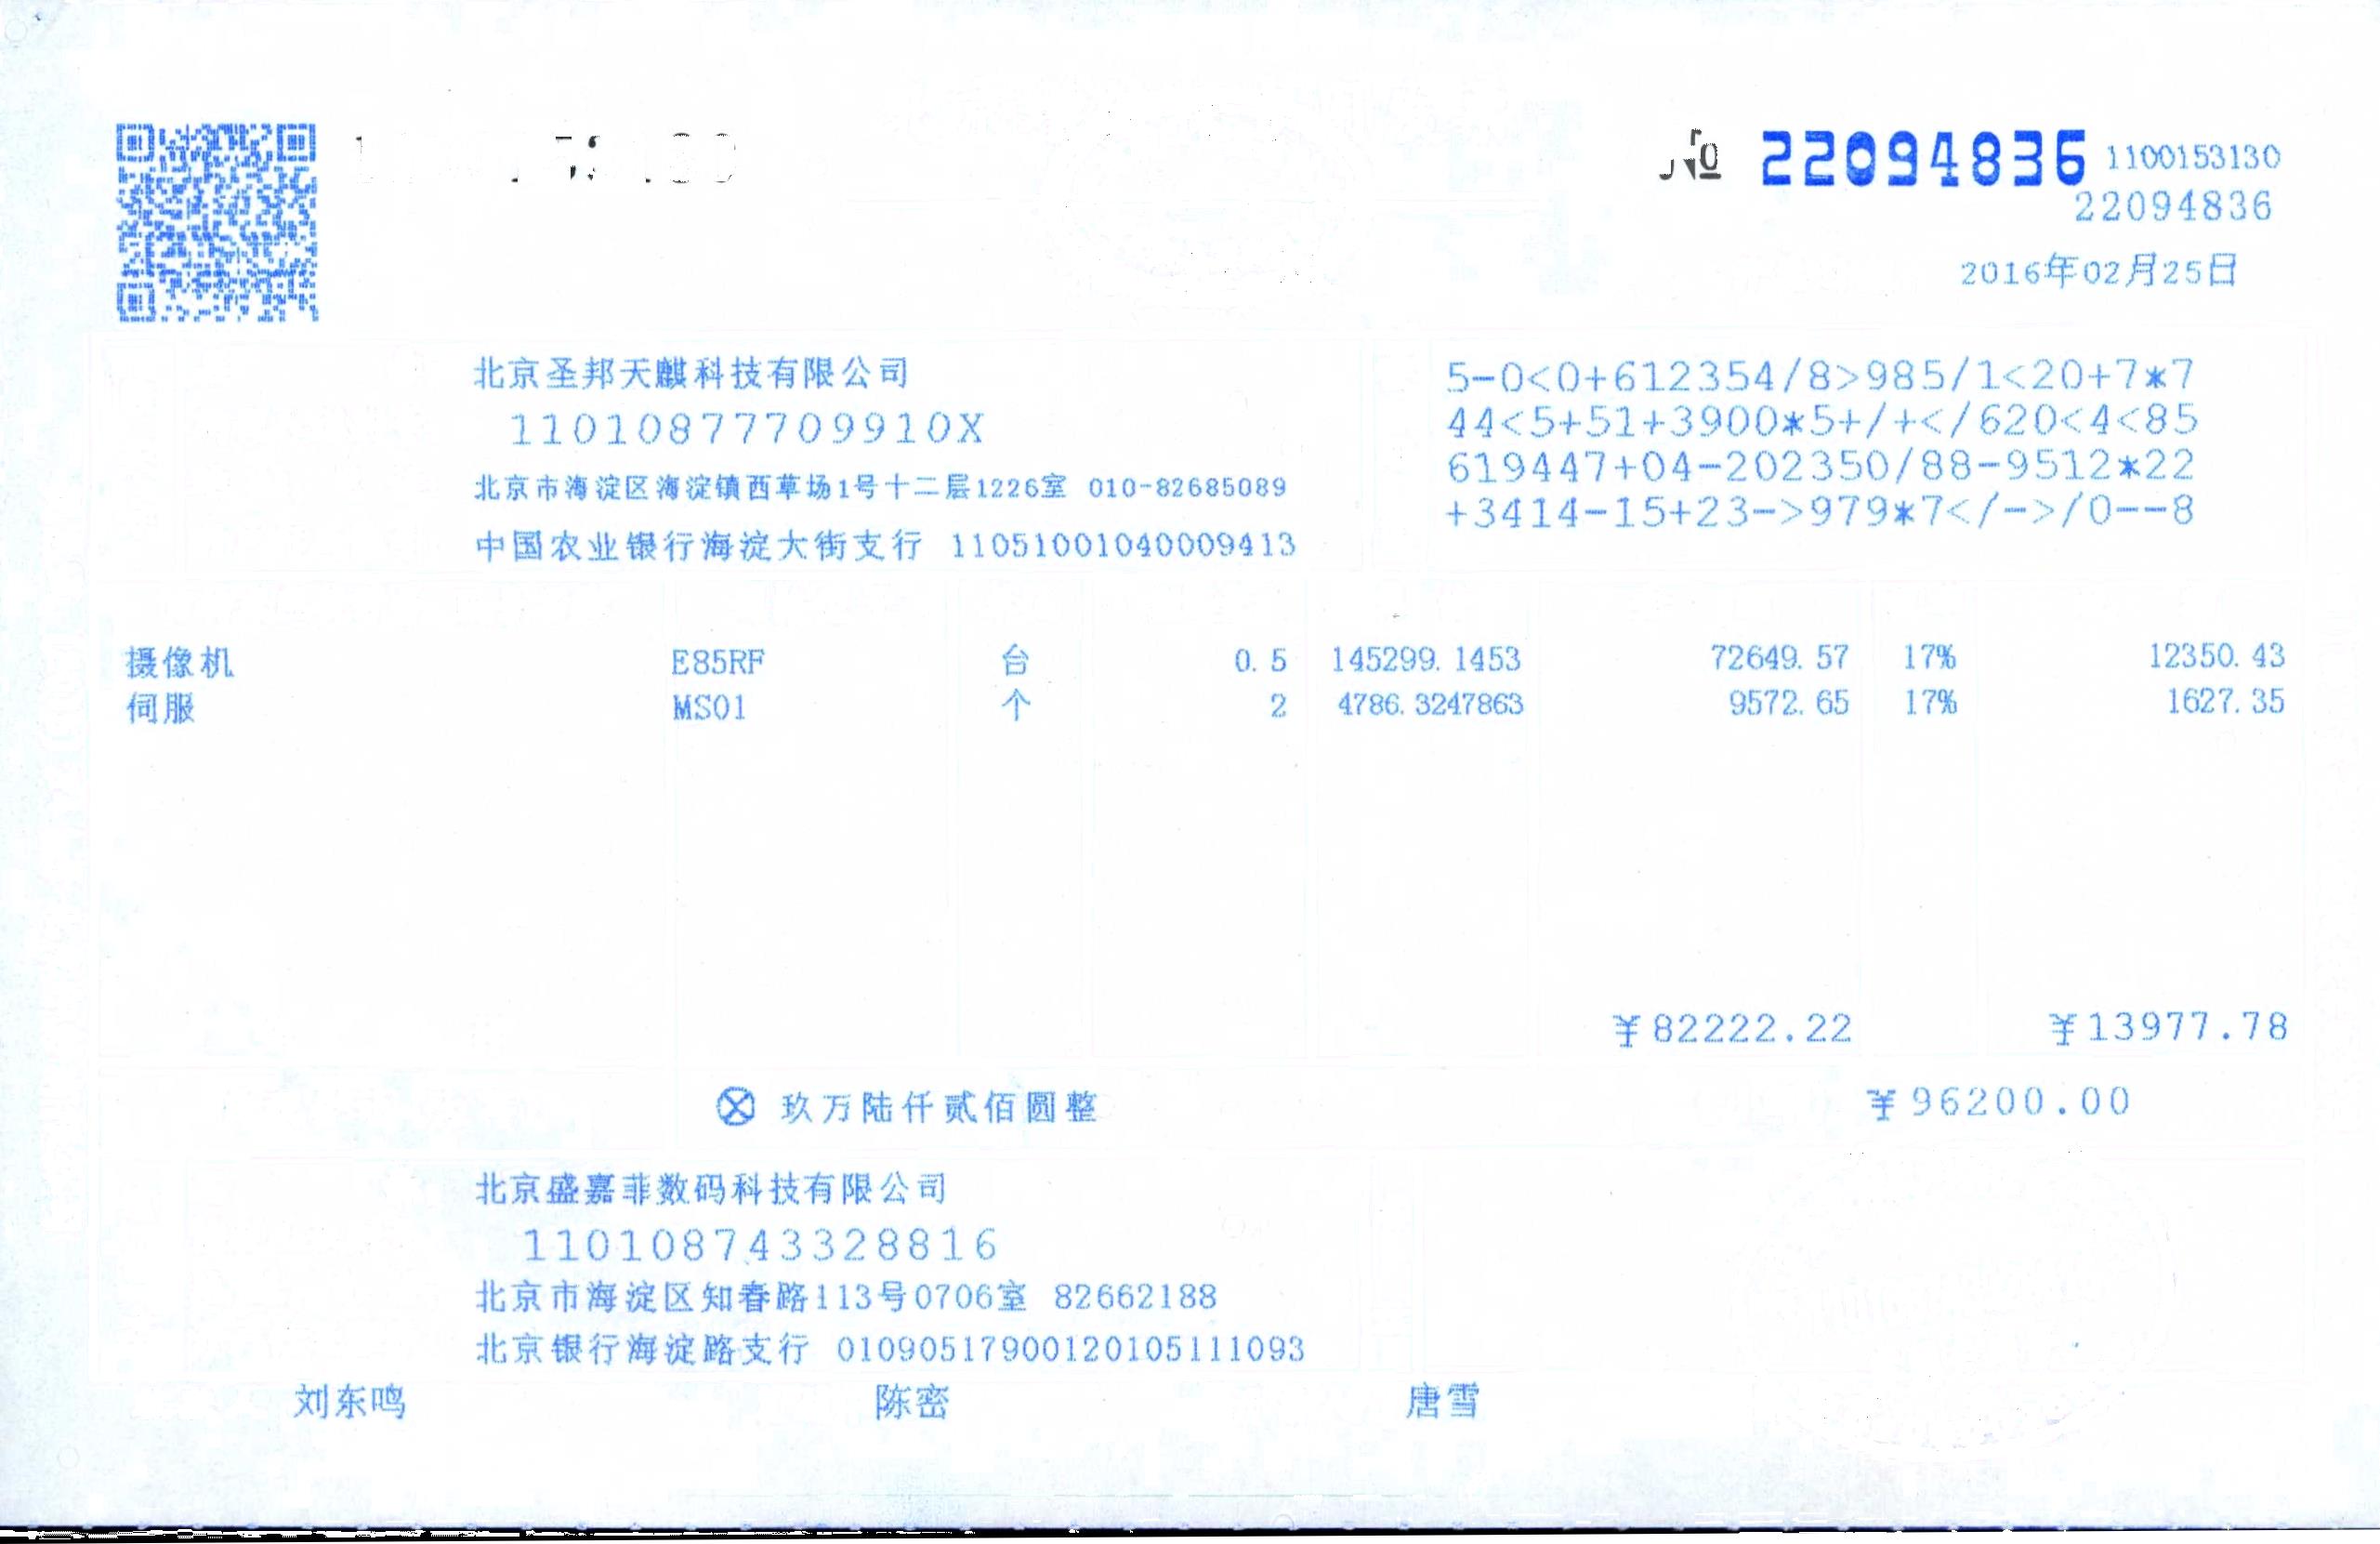 № 22094836 1100153130
22094836
2016年02月25日
北京圣邦天麒科技有限公司
11010877709910X
北京市海淀区海淀镇西草场1号十二层1226室 010-82685089
中国农业银行海淀大街支行 11051001040009413
5-0<0+612354/8>985/1<20+7*7
44<5+51+3900*5+/+</620<4<85
619447+04-202350/88-9512*22
+3414-15+23->979*7</->/0--8
摄像机 E85RF 台 0.5 145299.1453 72649.57 17% 12350.43
伺服 MS01 个 2 4786.3247863 9572.65 17% 1627.35
¥82222.22 ¥13977.78
ⓧ 玖万陆仟贰佰圆整 ¥96200.00
北京盛嘉菲数码科技有限公司
110108743328816
北京市海淀区知春路113号0706室 82662188
北京银行海淀路支行 01090517900120105111093
刘东鸣 陈密 唐雪